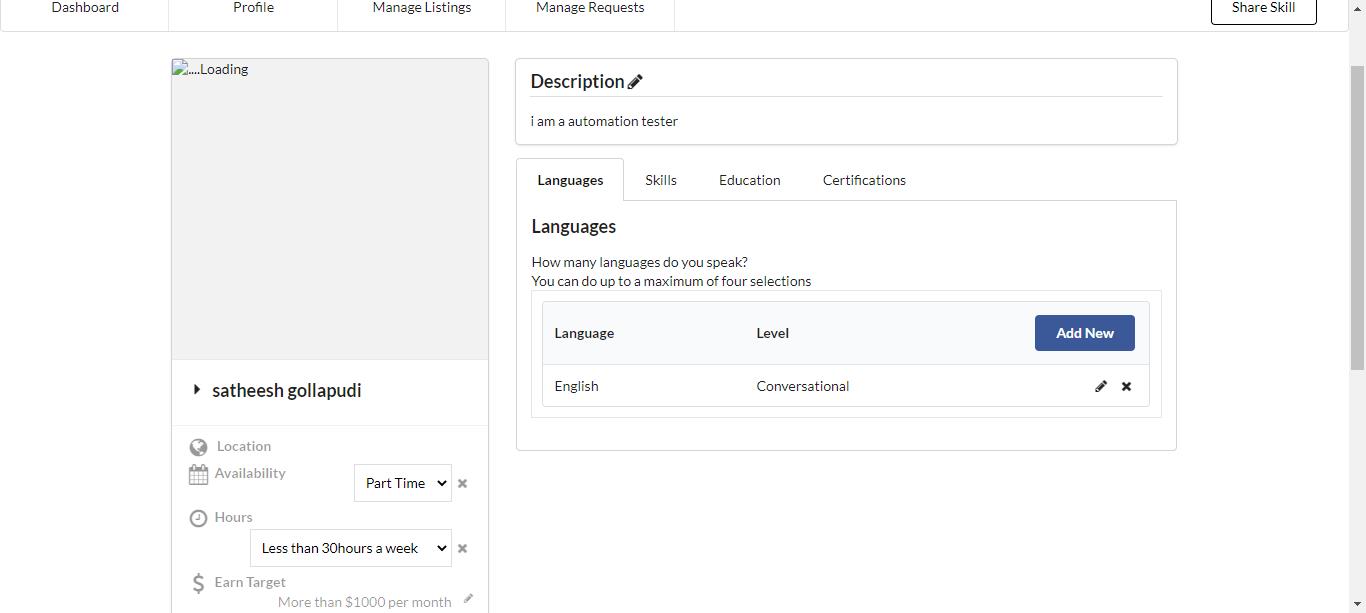 Dashboard
Profile
Manage Listings
Manage Requests
Share Skill
....Loading
satheesh gollapudi
Location
Availability
Part Time
Hours
Less than 30hours a week
Earn Target
More than $1000 per month
Description
i am a automation tester
Languages
Skills
Education
Certifications
Languages
How many languages do you speak?
You can do up to a maximum of four selections
Language
Level
Add New
English
Conversational